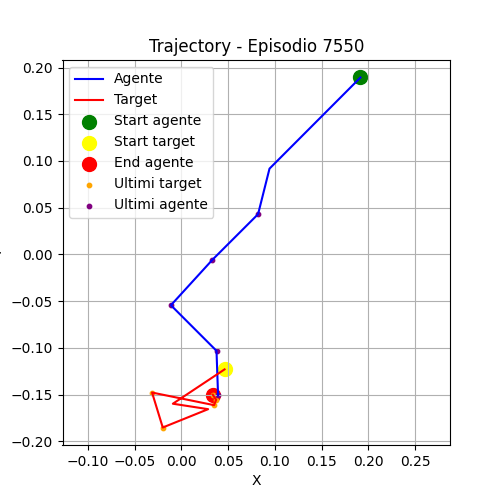 Trajectory - Episodio 7550
0.20
0.15
0.10
0.05
0.00
−0.05
−0.10
−0.15
−0.20
Agente
Target
Start agente
Start target
End agente
Ultimi target
Ultimi agente
−0.10 −0.05 0.00 0.05 0.10 0.15 0.20 0.25
X